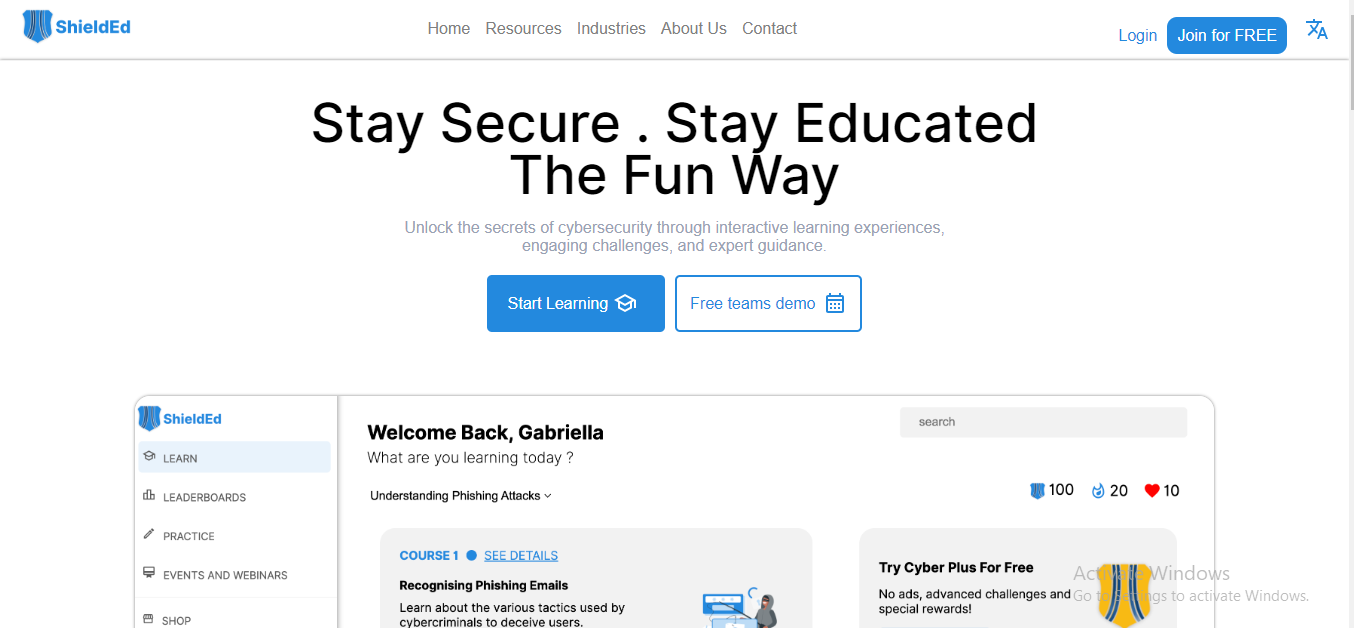 ShieldEd
Home Resources Industries About Us Contact
Login Join for FREE
Stay Secure . Stay Educated
The Fun Way
Unlock the secrets of cybersecurity through interactive learning experiences,
engaging challenges, and expert guidance.
Start Learning
Free teams demo
ShieldEd
LEARN
LEADERBOARDS
PRACTICE
EVENTS AND WEBINARS
SHOP
Welcome Back, Gabriella
What are you learning today ?
search
Understanding Phishing Attacks
100 20 10
COURSE 1 SEE DETAILS
Recognising Phishing Emails
Learn about the various tactics used by
cybercriminals to deceive users.
Try Cyber Plus For Free
No ads, advanced challenges and
special rewards!
Activate Windows
Go to Settings to activate Windows.